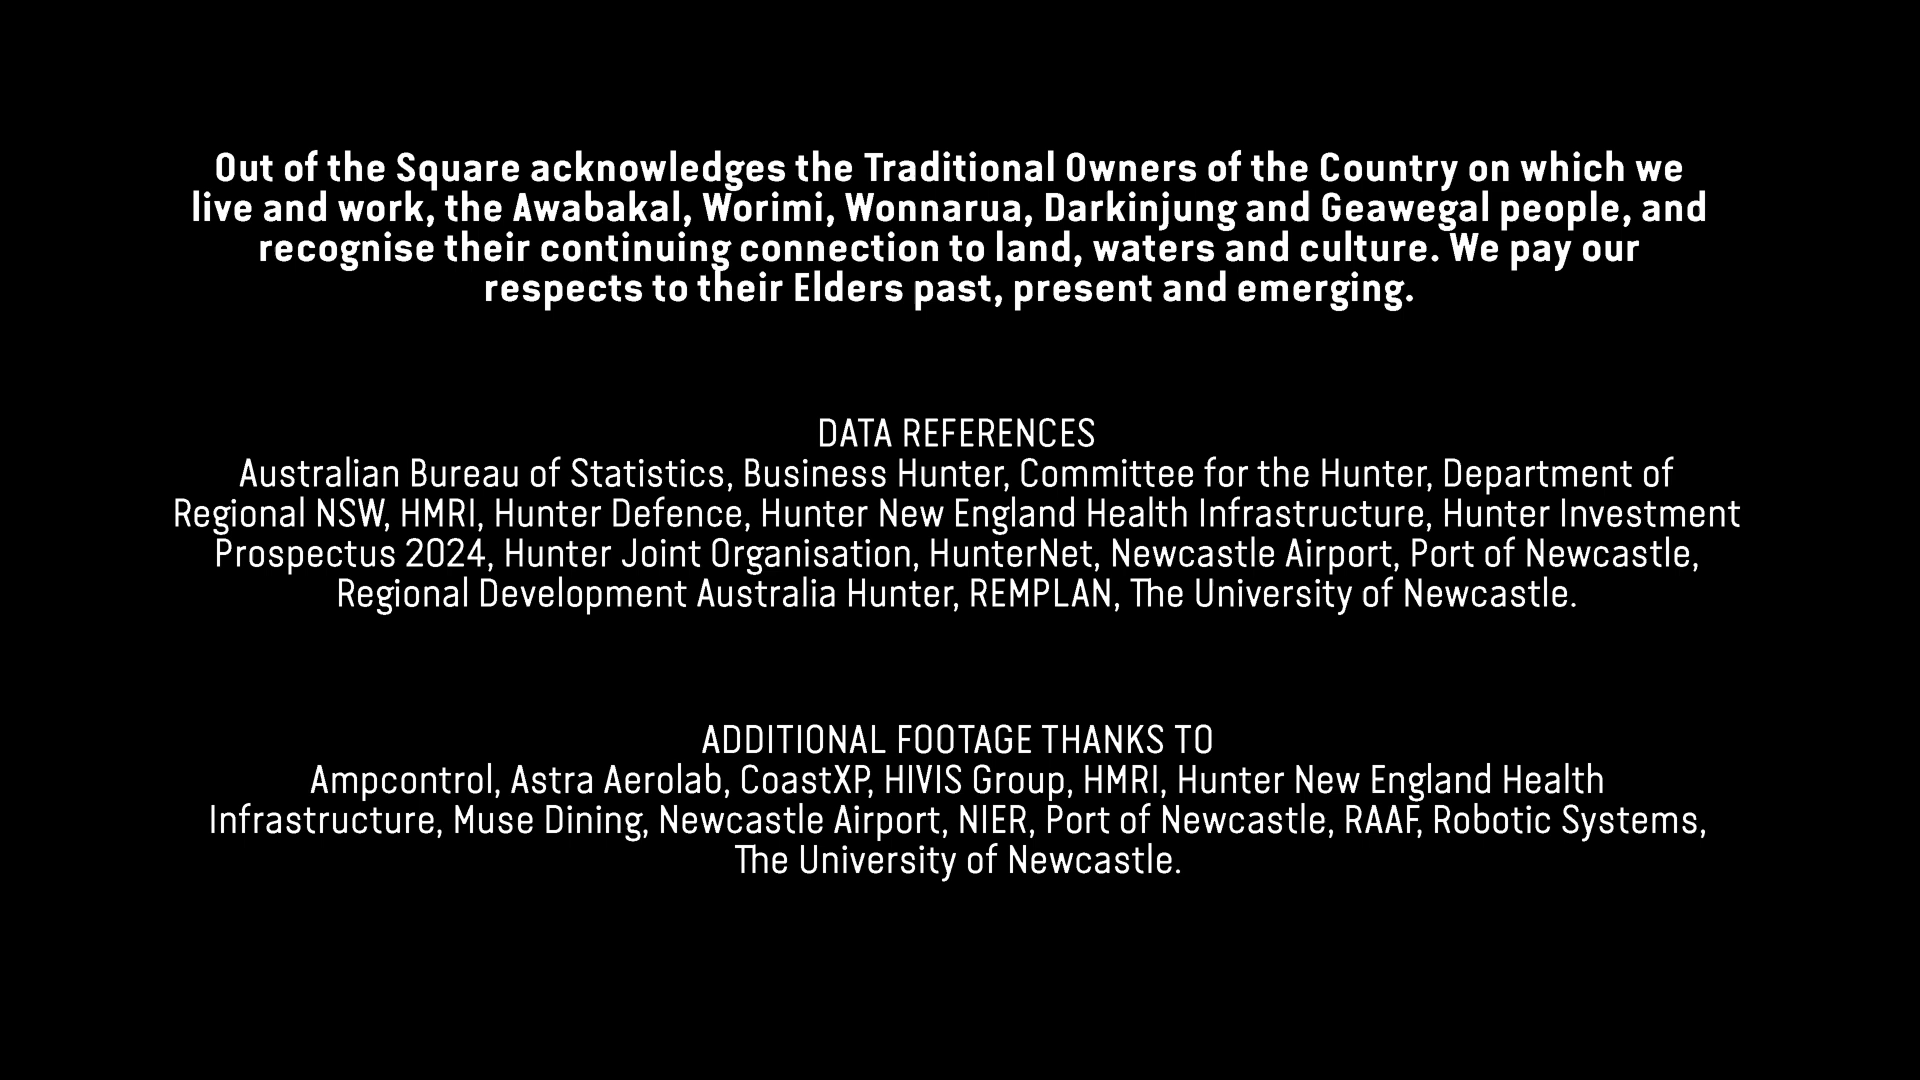 Out of the Square acknowledges the Traditional Owners of the Country on which we
live and work, the Awabakal, Worimi, Wonnarua, Darkinjung and Geawegal people, and
recognise their continuing connection to land, waters and culture. We pay our
respects to their Elders past, present and emerging.
DATA REFERENCES
Australian Bureau of Statistics, Business Hunter, Committee for the Hunter, Department of
Regional NSW, HMRI, Hunter Defence, Hunter New England Health Infrastructure, Hunter Investment
Prospectus 2024, Hunter Joint Organisation, HunterNet, Newcastle Airport, Port of Newcastle,
Regional Development Australia Hunter, REMPLAN, The University of Newcastle.
ADDITIONAL FOOTAGE THANKS TO
Ampcontrol, Astra Aerolab, CoastXP, HIVIS Group, HMRI, Hunter New England Health
Infrastructure, Muse Dining, Newcastle Airport, NIER, Port of Newcastle, RAAF, Robotic Systems,
The University of Newcastle.